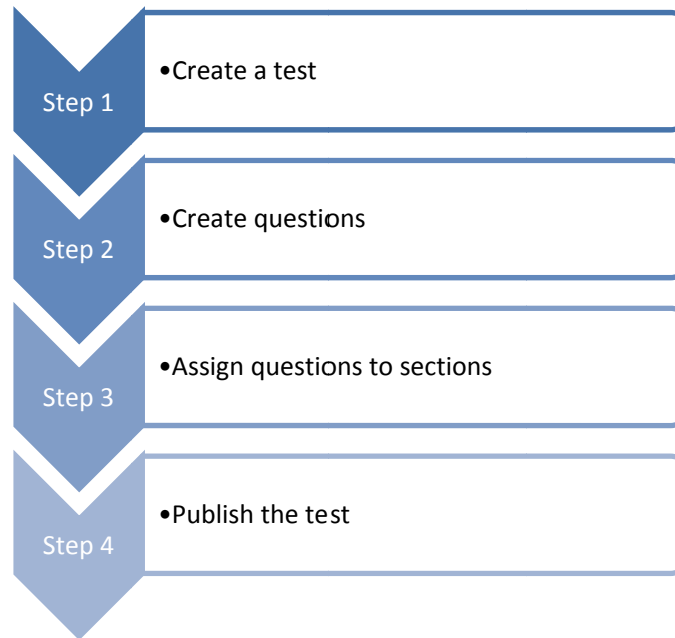 Step 1
•Create a test
Step 2
•Create questions
Step 3
•Assign questions to sections
Step 4
•Publish the test